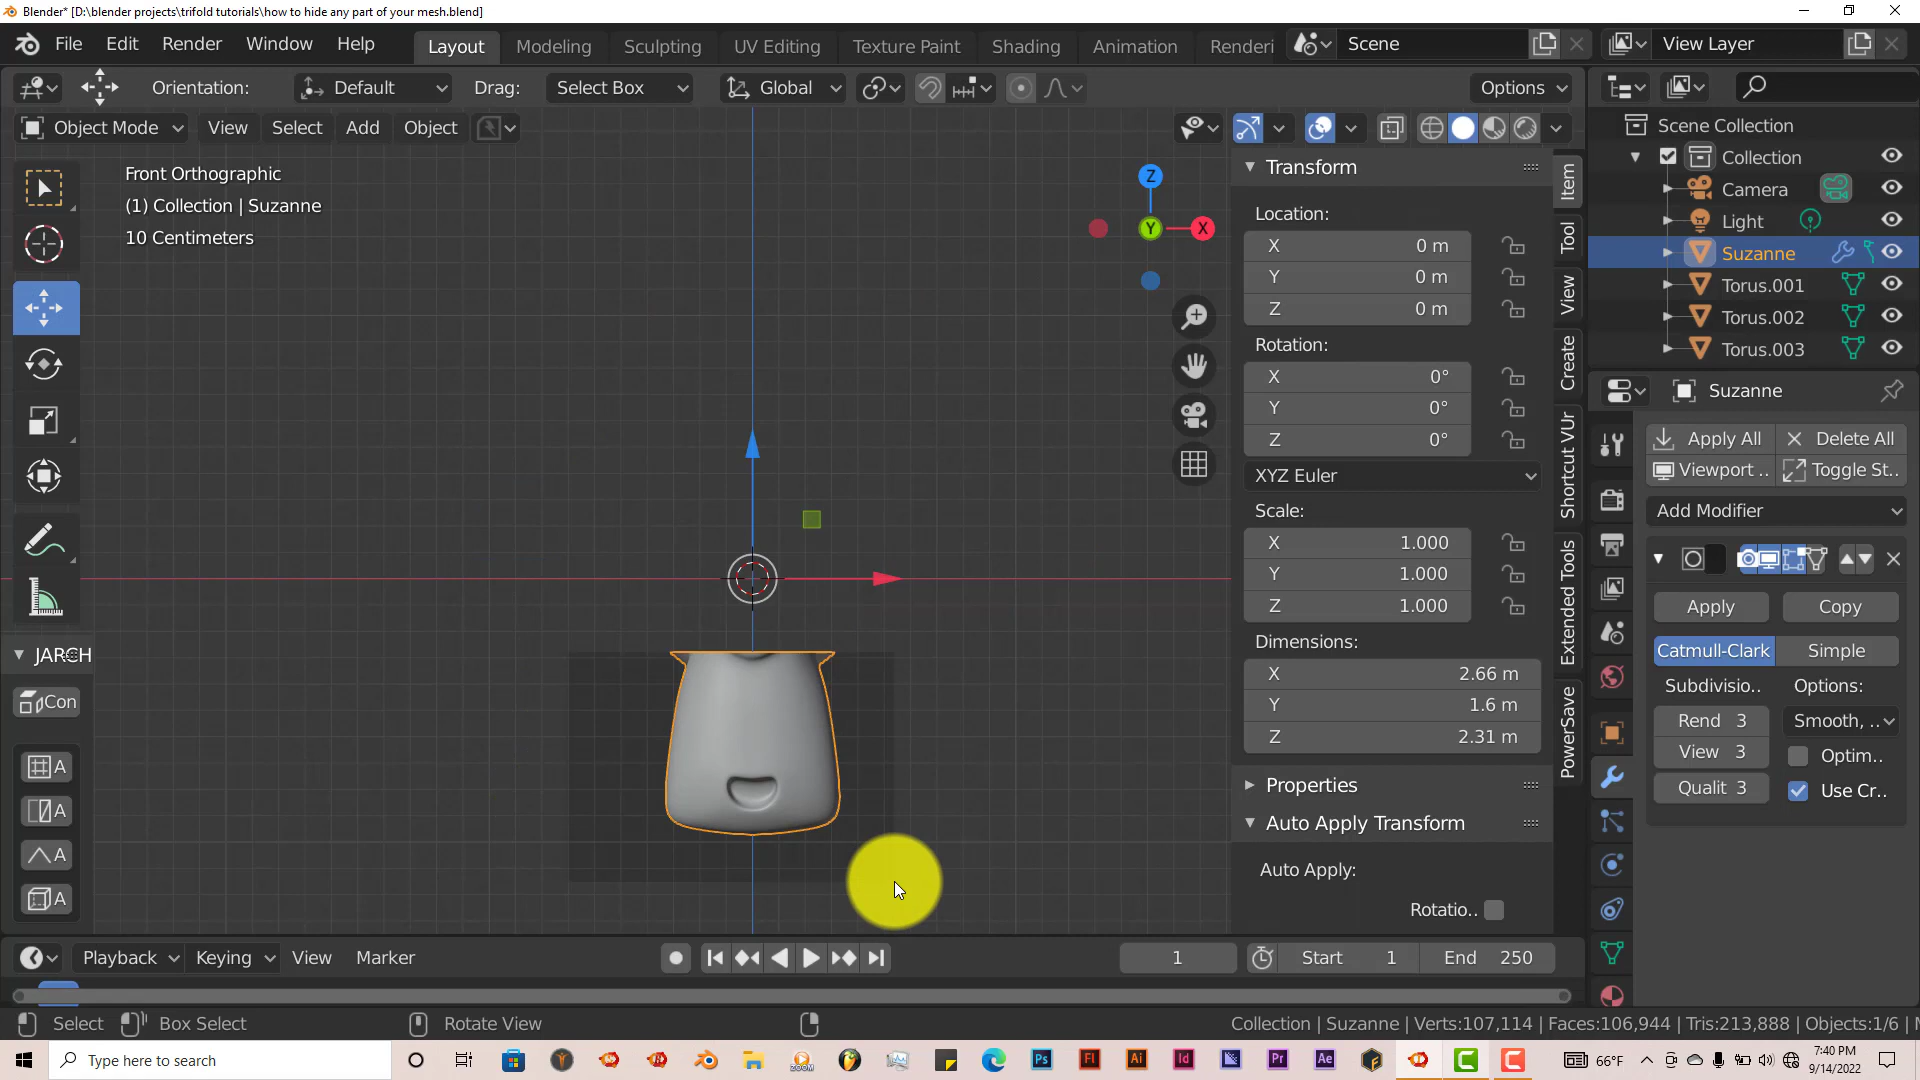 Blender* [D:\blender projects\trifold tutorials\how to hide any part of your mesh.blend]
File Edit Render Window Help Layout Modeling Sculpting UV Editing Texture Paint Shading Animation Renderi Scene View Layer
Orientation: Default Drag: Select Box Global Options
Object Mode View Select Add Object
Front Orthographic
(1) Collection | Suzanne
10 Centimeters
Z
Y
X
JARCH
Con
A
A
A
A
Transform
Location:
X 0 m
Y 0 m
Z 0 m
Rotation:
X 0°
Y 0°
Z 0°
XYZ Euler
Scale:
X 1.000
Y 1.000
Z 1.000
Dimensions:
X 2.66 m
Y 1.6 m
Z 2.31 m
Properties
Auto Apply Transform
Auto Apply:
Rotatio..
Item
Tool
View
Create
Shortcut VUr
Extended Tools
PowerSave
Scene Collection
Collection
Camera
Light
Suzanne
Torus.001
Torus.002
Torus.003
Suzanne
Apply All Delete All
Viewport .. Toggle St..
Add Modifier
Apply Copy
Catmull-Clark Simple
Subdivisio.. Options:
Rend 3 Smooth, ..
View 3 Optim..
Qualit 3 Use Cr..
Playback Keying View Marker 1 Start 1 End 250
Select Box Select Rotate View Collection | Suzanne | Verts:107,114 | Faces:106,944 | Tris:213,888 | Objects:1/6 |
Type here to search
ZOOM
Ps
Fl
Ai
Id
Pr
Ae
66°F
7:40 PM
9/14/2022